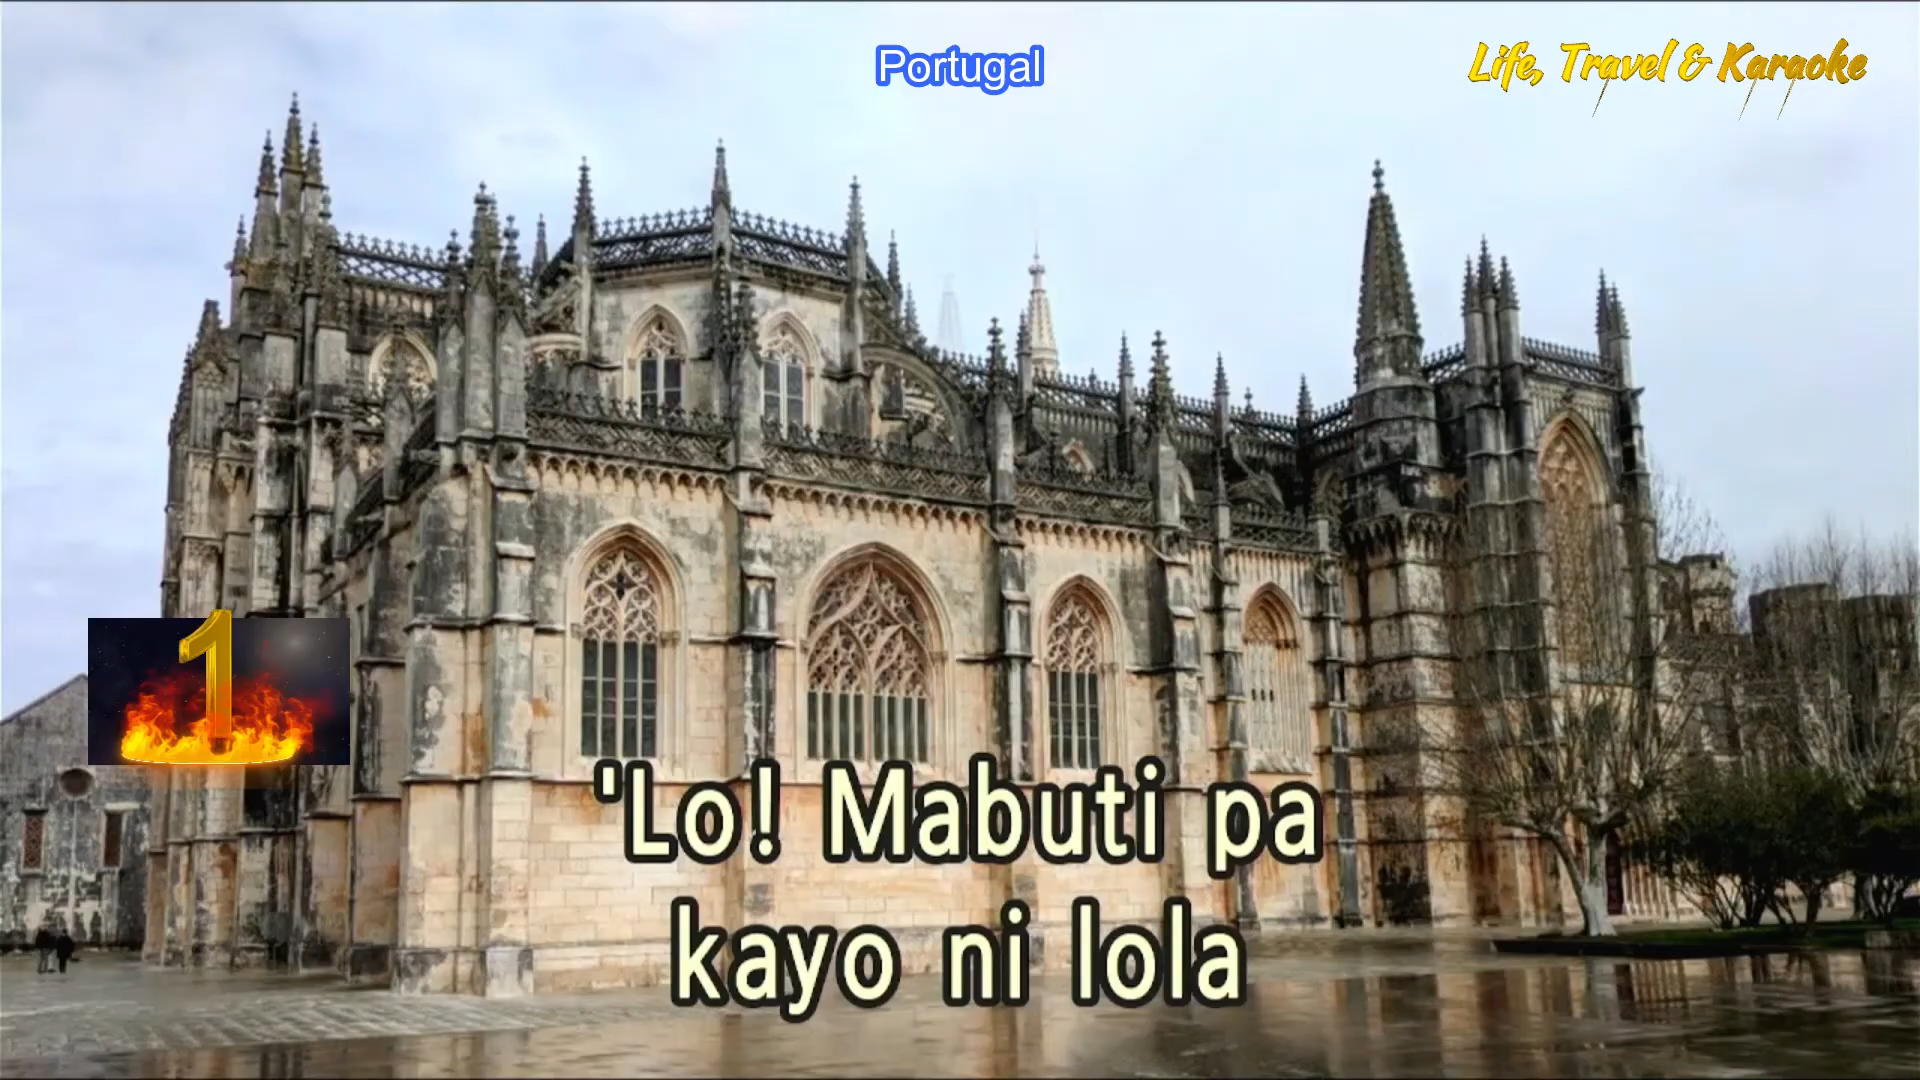 Portugal
Life, Travel & Karaoke
1
'Lo! Mabuti pa
kayo ni lola